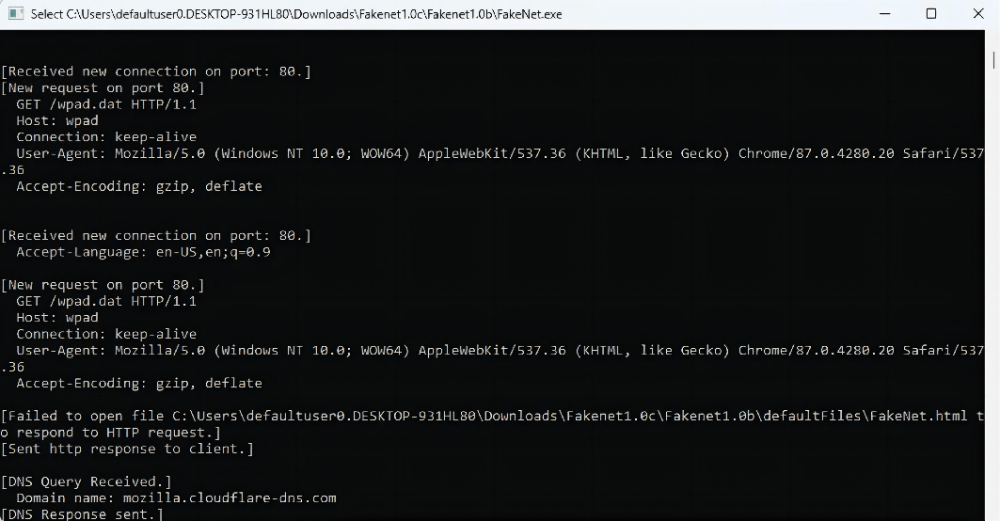 Select C:\Users\defaultuser0.DESKTOP-931HL80\Downloads\Fakenet1.0c\Fakenet1.0b\FakeNet.exe
[Received new connection on port: 80.]
[New request on port 80.]
  GET /wpad.dat HTTP/1.1
  Host: wpad
  Connection: keep-alive
  User-Agent: Mozilla/5.0 (Windows NT 10.0; WOW64) AppleWebKit/537.36 (KHTML, like Gecko) Chrome/87.0.4280.20 Safari/537
.36
  Accept-Encoding: gzip, deflate
[Received new connection on port: 80.]
  Accept-Language: en-US,en;q=0.9
[New request on port 80.]
  GET /wpad.dat HTTP/1.1
  Host: wpad
  Connection: keep-alive
  User-Agent: Mozilla/5.0 (Windows NT 10.0; WOW64) AppleWebKit/537.36 (KHTML, like Gecko) Chrome/87.0.4280.20 Safari/537
.36
  Accept-Encoding: gzip, deflate
[Failed to open file C:\Users\defaultuser0.DESKTOP-931HL80\Downloads\Fakenet1.0c\Fakenet1.0b\defaultFiles\FakeNet.html t
o respond to HTTP request.]
[Sent http response to client.]
[DNS Query Received.]
  Domain name: mozilla.cloudflare-dns.com
[DNS Response sent.]